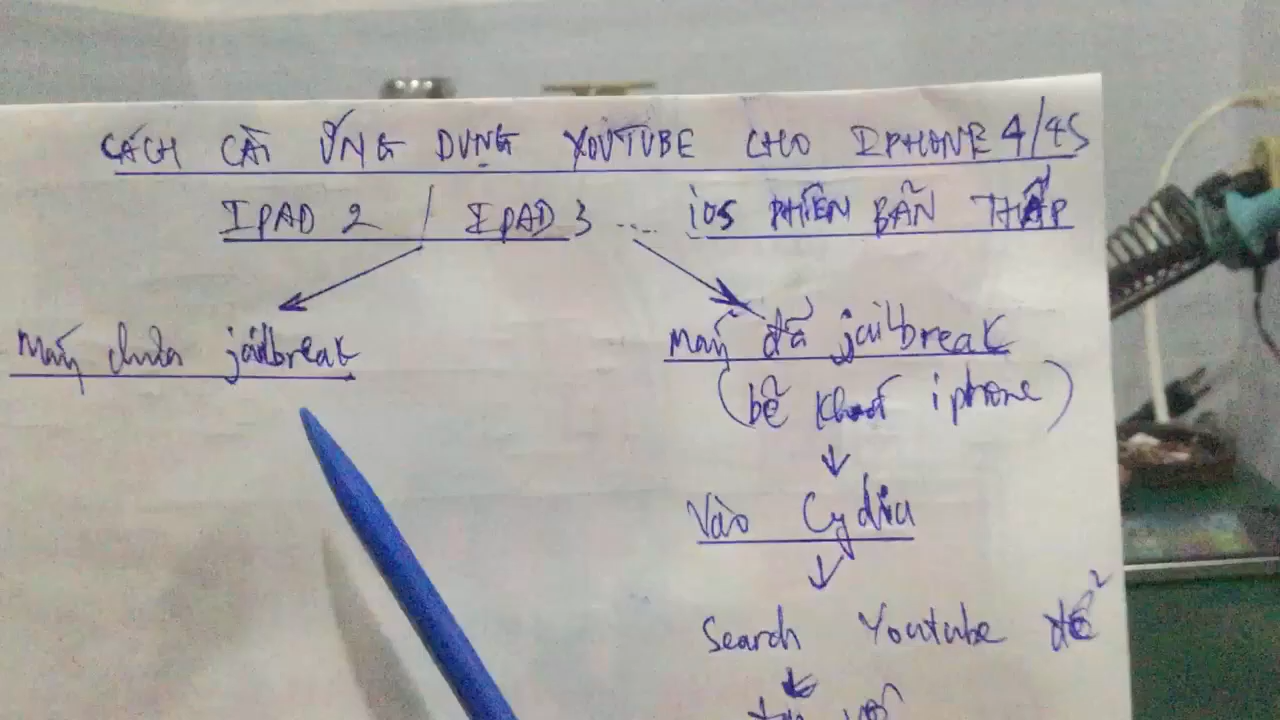 CÁCH CÀI ỨNG DỤNG YOUTUBE CHO IPHONE 4/4S
IPAD 2 / IPAD 3 .... iOS PHIÊN BẢN THẤP
Máy chưa jailbreak
Máy đã jailbreak
(bẻ khoá iphone)
Vào Cydia
Search Youtube để